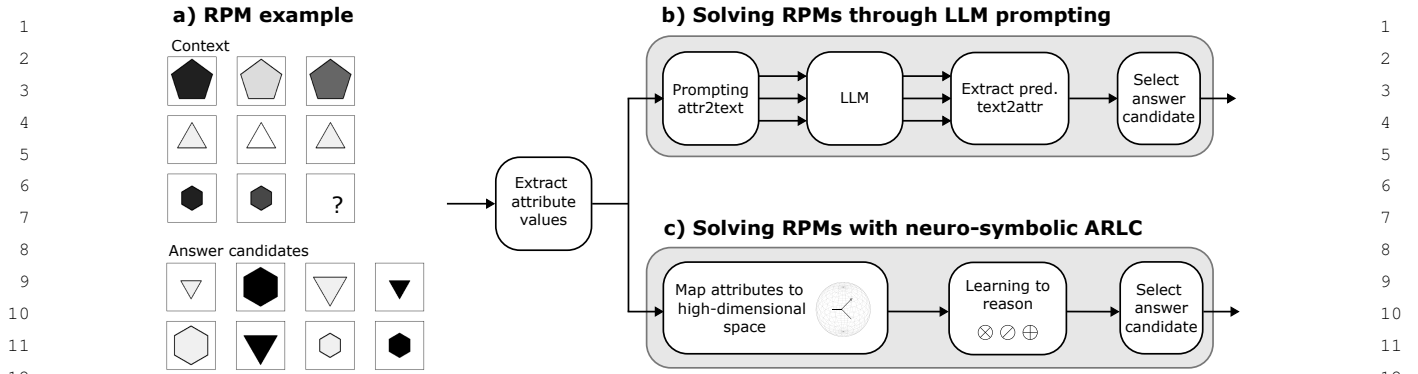 a) RPM example
Context
?
Answer candidates
Extract
attribute
values
b) Solving RPMs through LLM prompting
Prompting
attr2text
LLM
Extract pred.
text2attr
Select
answer
candidate
c) Solving RPMs with neuro-symbolic ARLC
Map attributes to
high-dimensional
space
Learning to
reason
Select
answer
candidate
1
2
3
4
5
6
7
8
9
10
11
1
2
3
4
5
6
7
8
9
10
11